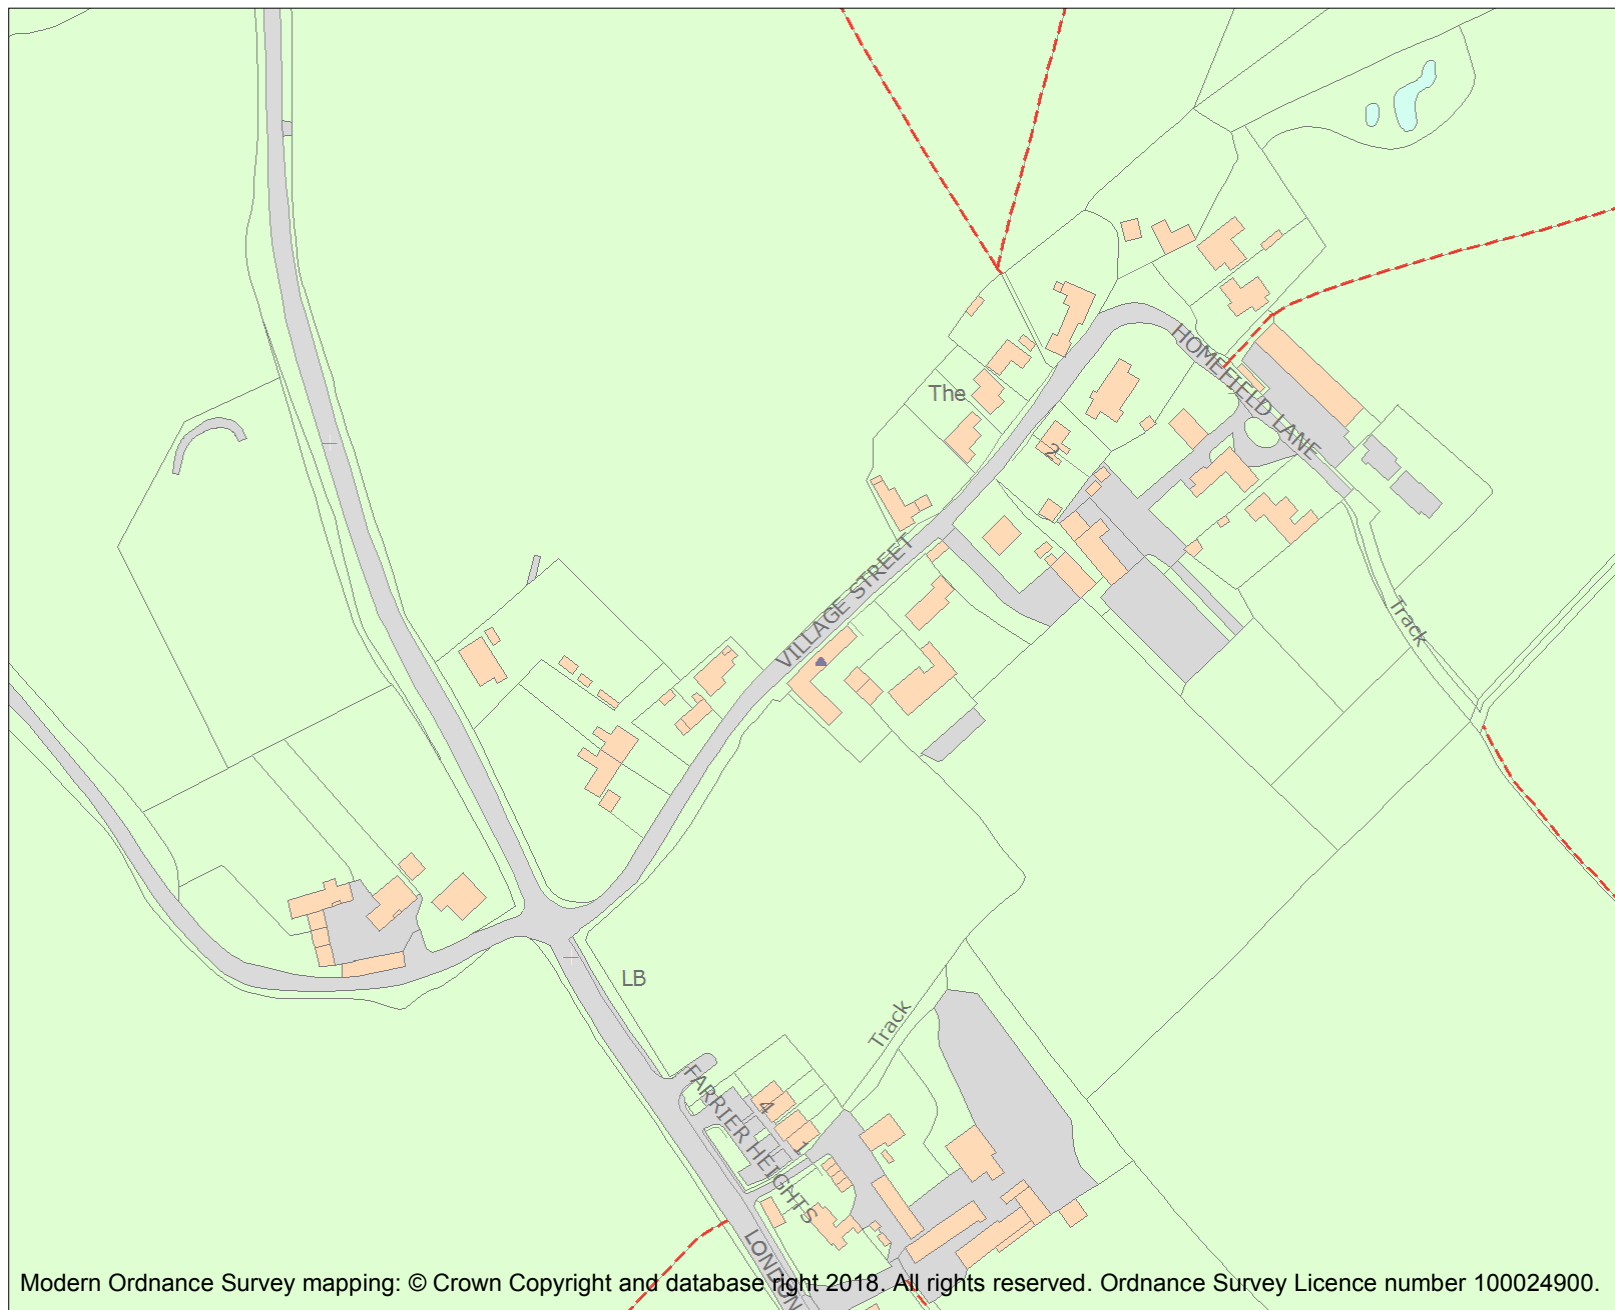 HOMEFIELD LANE
The
2
VILLAGE STREET
Track
LB
Track
FARRIER HEIGHTS
4
1
LONDON
Modern Ordnance Survey mapping: © Crown Copyright and database right 2018. All rights reserved. Ordnance Survey Licence number 100024900.